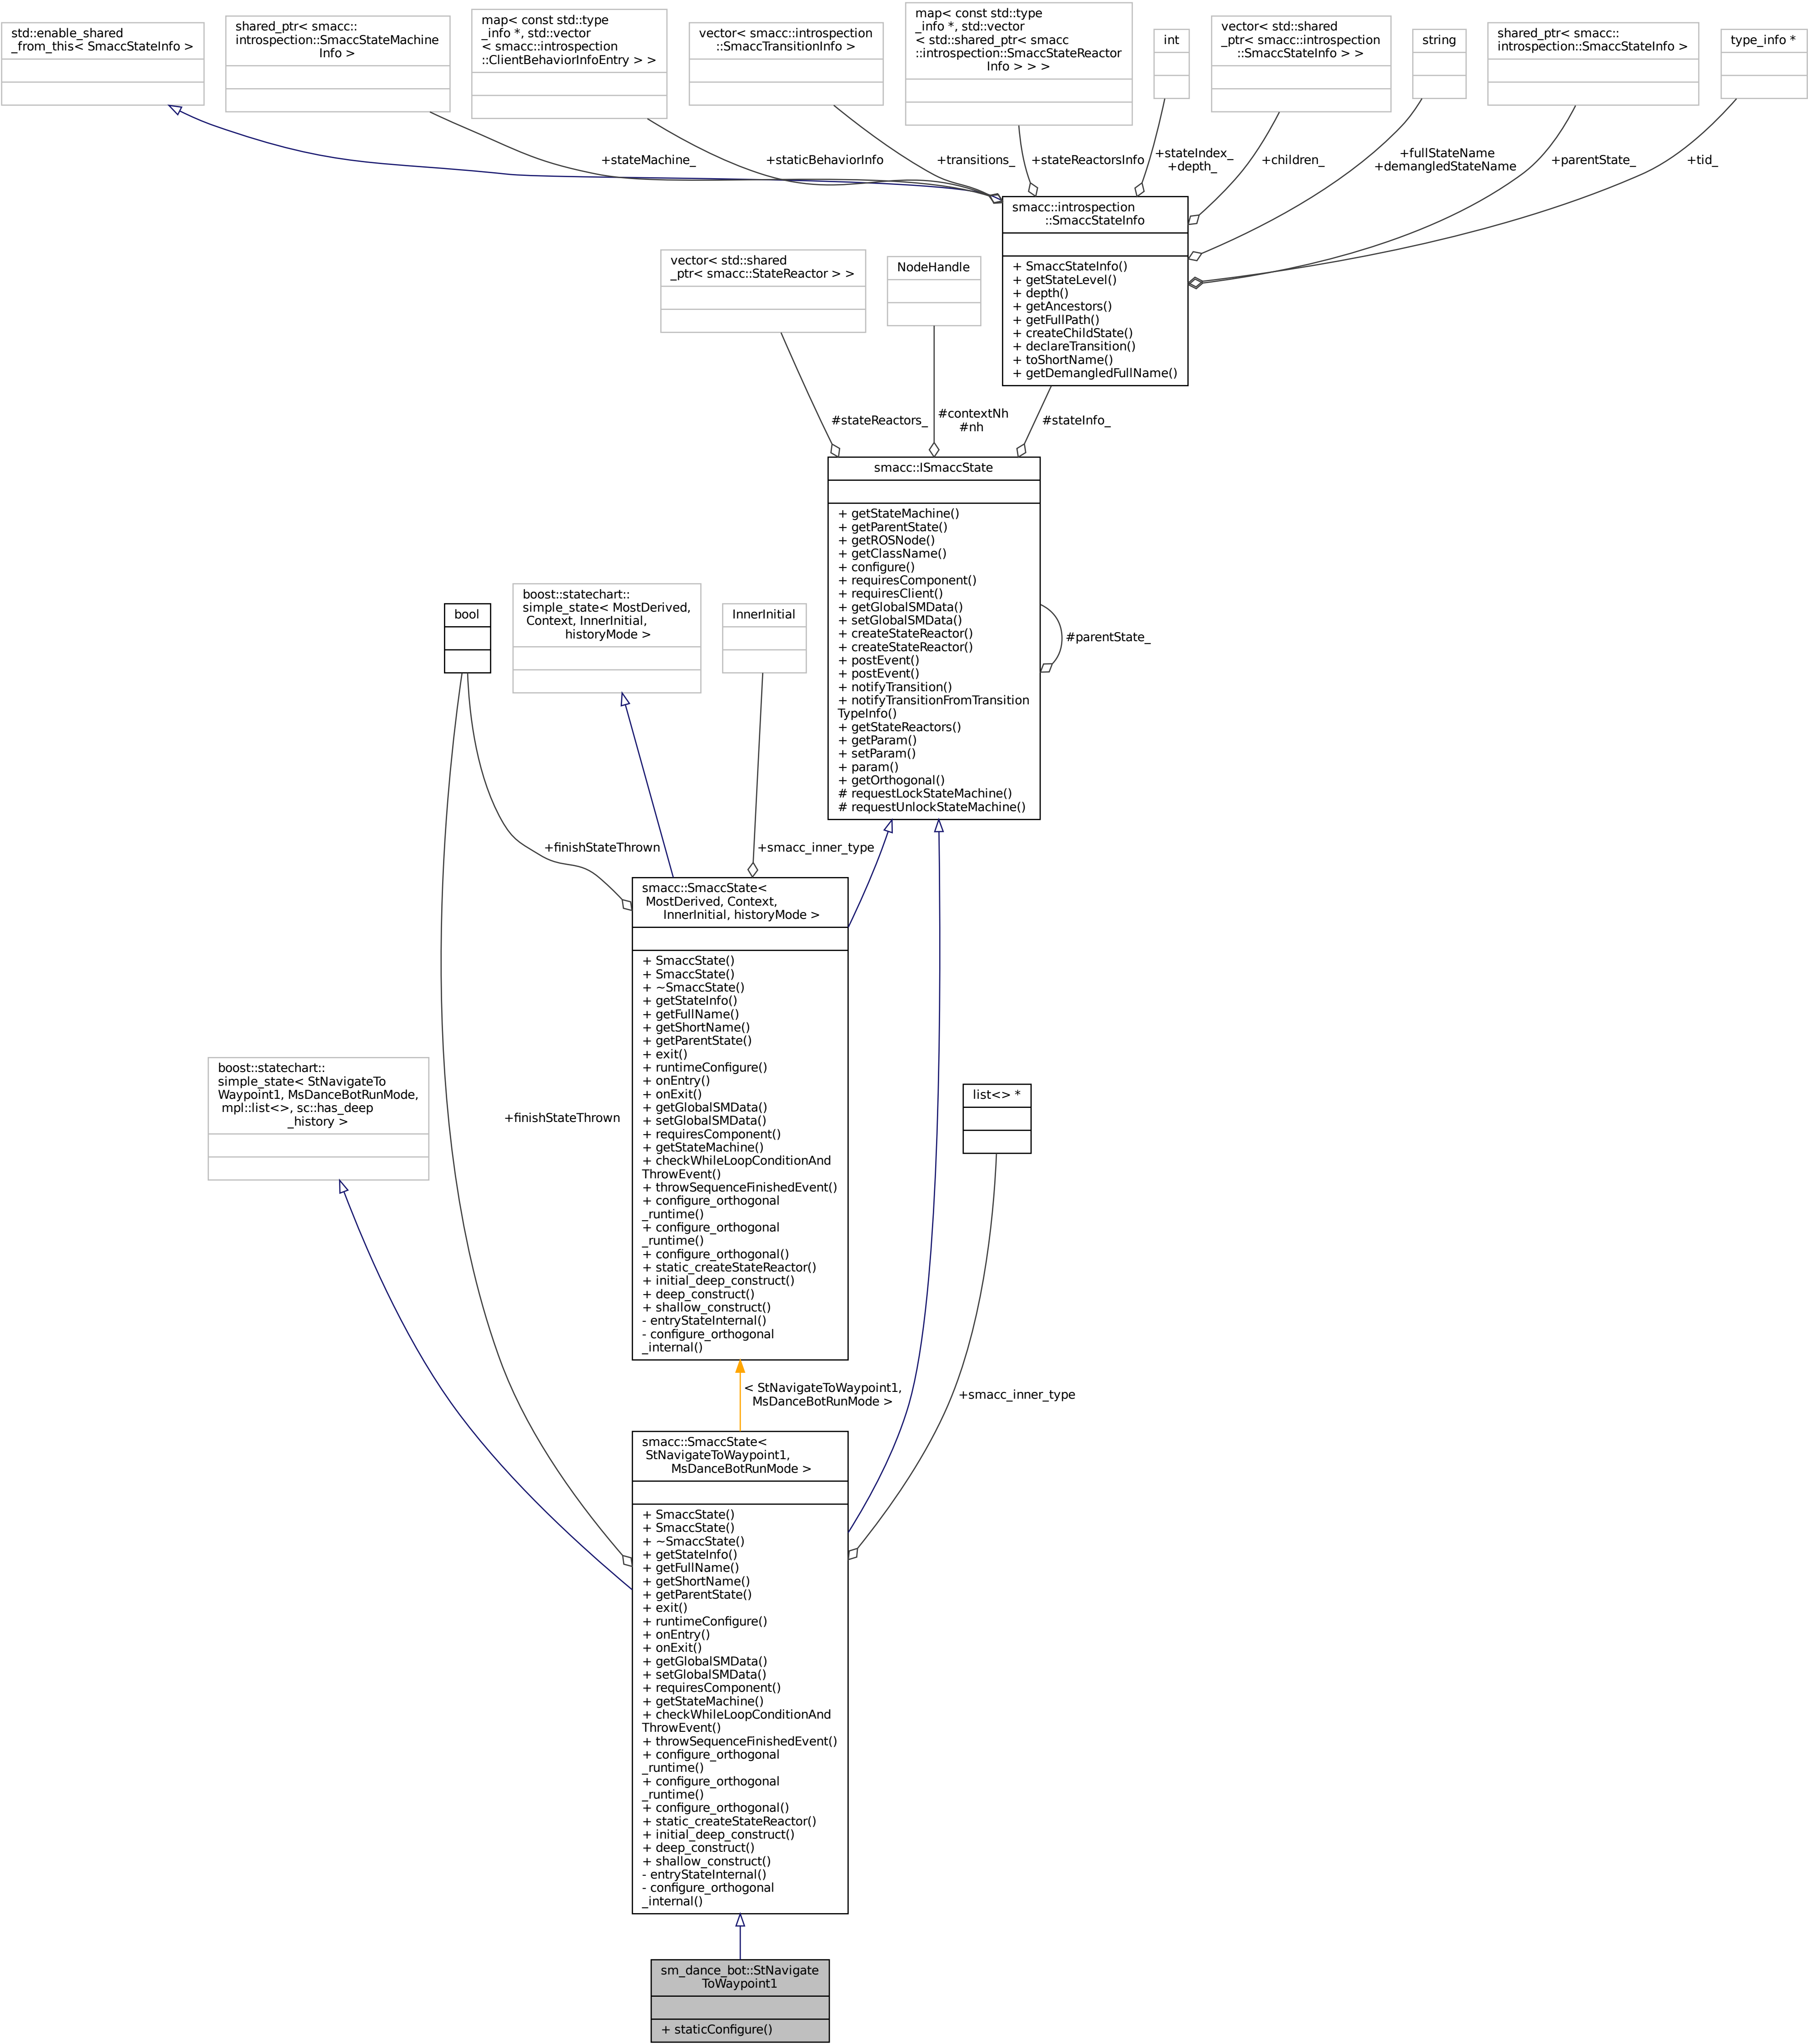 std::enable_shared
_from_this< SmaccStateInfo >
shared_ptr< smacc::
introspection::SmaccStateMachine
Info >
map< const std::type
_info *, std::vector
< smacc::introspection
::ClientBehaviorInfoEntry > >
vector< smacc::introspection
::SmaccTransitionInfo >
map< const std::type
_info *, std::vector
< std::shared_ptr< smacc
::introspection::SmaccStateReactor
Info > > >
int
vector< std::shared
_ptr< smacc::introspection
::SmaccStateInfo > >
string
shared_ptr< smacc::
introspection::SmaccStateInfo >
type_info *
+stateMachine_
+staticBehaviorInfo
+transitions_
+stateReactorsInfo
+stateIndex_
+depth_
+children_
+fullStateName
+demangledStateName
+parentState_
+tid_
smacc::introspection
::SmaccStateInfo
+ SmaccStateInfo()
+ getStateLevel()
+ depth()
+ getAncestors()
+ getFullPath()
+ createChildState()
+ declareTransition()
+ toShortName()
+ getDemangledFullName()
vector< std::shared
_ptr< smacc::StateReactor > >
NodeHandle
#stateReactors_
#contextNh
#nh
#stateInfo_
smacc::ISmaccState
+ getStateMachine()
+ getParentState()
+ getROSNode()
+ getClassName()
+ configure()
+ requiresComponent()
+ requiresClient()
+ getGlobalSMData()
+ setGlobalSMData()
+ createStateReactor()
+ createStateReactor()
+ postEvent()
+ postEvent()
+ notifyTransition()
+ notifyTransitionFromTransition
TypeInfo()
+ getStateReactors()
+ getParam()
+ setParam()
+ param()
+ getOrthogonal()
# requestLockStateMachine()
# requestUnlockStateMachine()
#parentState_
bool
boost::statechart::
simple_state< MostDerived,
Context, InnerInitial,
historyMode >
InnerInitial
+finishStateThrown
+smacc_inner_type
smacc::SmaccState<
MostDerived, Context,
InnerInitial, historyMode >
+ SmaccState()
+ SmaccState()
+ ~SmaccState()
+ getStateInfo()
+ getFullName()
+ getShortName()
+ getParentState()
+ exit()
+ runtimeConfigure()
+ onEntry()
+ onExit()
+ getGlobalSMData()
+ setGlobalSMData()
+ requiresComponent()
+ getStateMachine()
+ checkWhileLoopConditionAnd
ThrowEvent()
+ throwSequenceFinishedEvent()
+ configure_orthogonal
_runtime()
+ configure_orthogonal
_runtime()
+ configure_orthogonal()
+ static_createStateReactor()
+ initial_deep_construct()
+ deep_construct()
+ shallow_construct()
- entryStateInternal()
- configure_orthogonal
_internal()
boost::statechart::
simple_state< StNavigateTo
Waypoint1, MsDanceBotRunMode,
mpl::list<>, sc::has_deep
_history >
+finishStateThrown
list<> *
< StNavigateToWaypoint1,
MsDanceBotRunMode >
+smacc_inner_type
smacc::SmaccState<
StNavigateToWaypoint1,
MsDanceBotRunMode >
+ SmaccState()
+ SmaccState()
+ ~SmaccState()
+ getStateInfo()
+ getFullName()
+ getShortName()
+ getParentState()
+ exit()
+ runtimeConfigure()
+ onEntry()
+ onExit()
+ getGlobalSMData()
+ setGlobalSMData()
+ requiresComponent()
+ getStateMachine()
+ checkWhileLoopConditionAnd
ThrowEvent()
+ throwSequenceFinishedEvent()
+ configure_orthogonal
_runtime()
+ configure_orthogonal
_runtime()
+ configure_orthogonal()
+ static_createStateReactor()
+ initial_deep_construct()
+ deep_construct()
+ shallow_construct()
- entryStateInternal()
- configure_orthogonal
_internal()
sm_dance_bot::StNavigate
ToWaypoint1
+ staticConfigure()